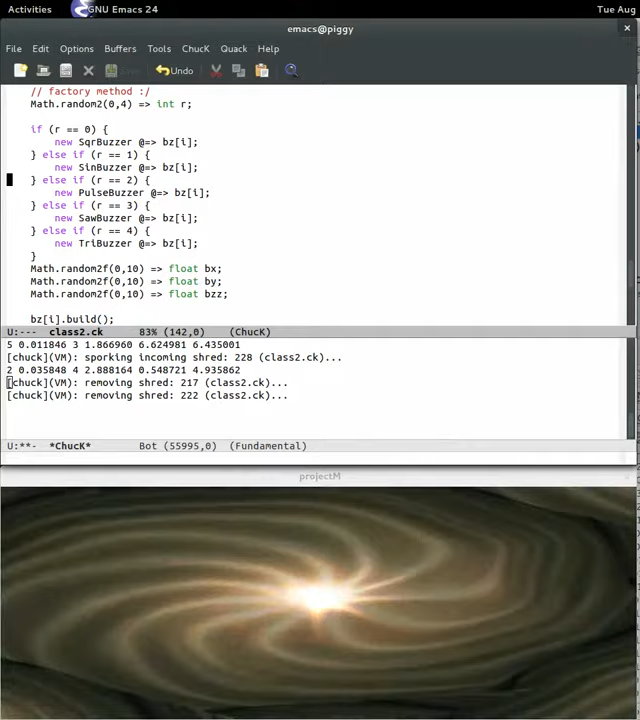 Activities GNU Emacs 24 Tue Aug
emacs@piggy
File Edit Options Buffers Tools ChucK Quack Help
Save Undo
// factory method :/
Math.random2(0,4) => int r;
if (r == 0) {
new SqrBuzzer @=> bz[i];
} else if (r == 1) {
new SinBuzzer @=> bz[i];
} else if (r == 2) {
new PulseBuzzer @=> bz[i];
} else if (r == 3) {
new SawBuzzer @=> bz[i];
} else if (r == 4) {
new TriBuzzer @=> bz[i];
}
Math.random2f(0,10) => float bx;
Math.random2f(0,10) => float by;
Math.random2f(0,10) => float bzz;
bz[i].build();
U:--- class2.ck 83% (142,0) (ChucK)
5 0.011846 3 1.866960 6.624981 6.435001
[chuck](VM): sporking incoming shred: 228 (class2.ck)...
2 0.035848 4 2.888164 0.548721 4.935862
[chuck](VM): removing shred: 217 (class2.ck)...
[chuck](VM): removing shred: 222 (class2.ck)...
U:**- *ChucK* Bot (55995,0) (Fundamental)
projectM